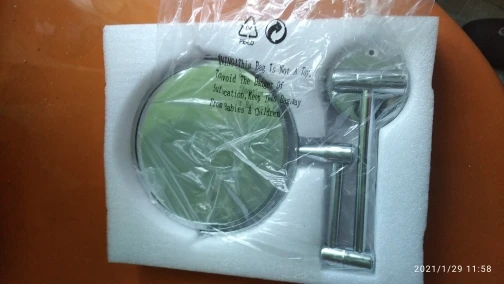 PE-LD
Warning!This Bag Is Not A Toy,
To Avoid The Danger Of
Suffocation,Keep This Bag Away
From Babies & Children
2021/1/29 11:58